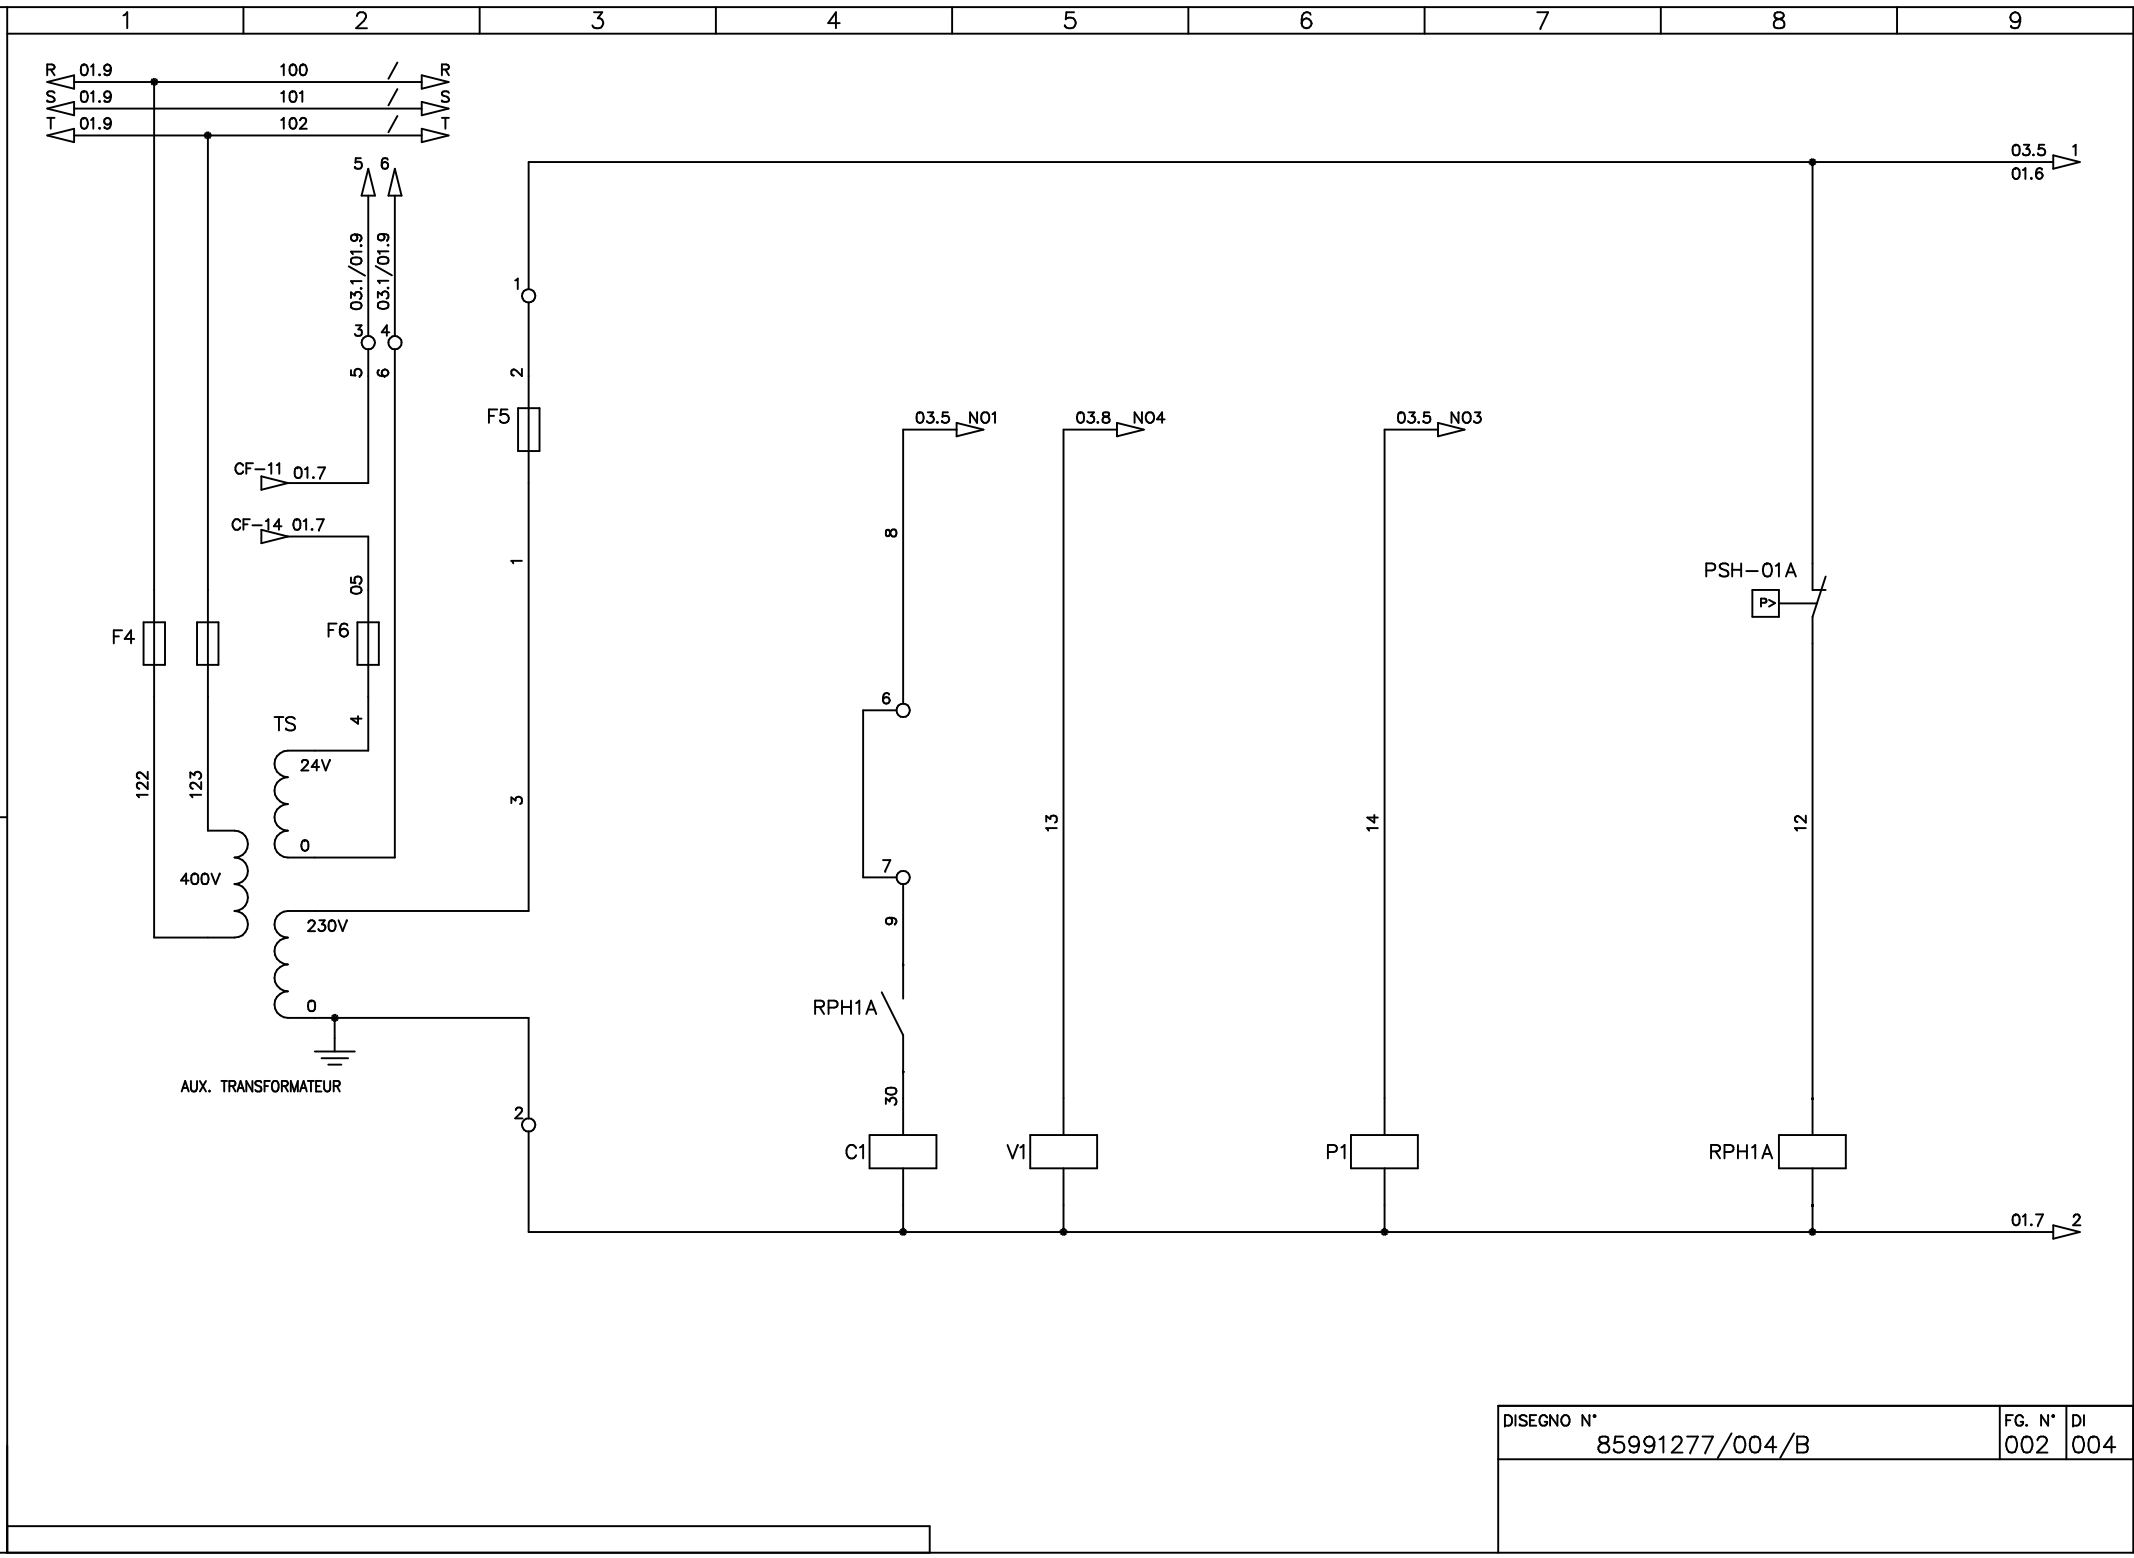 1 2 3 4 5 6 7 8 9
R 01.9 100 / R
S 01.9 101 / S
T 01.9 102 / T
5 6
03.5 1
01.6
03.1/01.9 03.1/01.9
1
3 4
5 6
2
F5
03.5 NO1
03.8 NO4
03.5 NO3
CF-11 01.7
CF-14 01.7
8
1
05
PSH-01A
P>
F4
F6
6
TS
4
24V
122
123
3
13
14
12
0
400V
7
230V
9
0
RPH1A
AUX. TRANSFORMATEUR
30
2
C1
V1
P1
RPH1A
01.7 2
DISEGNO N°
85991277/004/B
FG. N°
002
DI
004